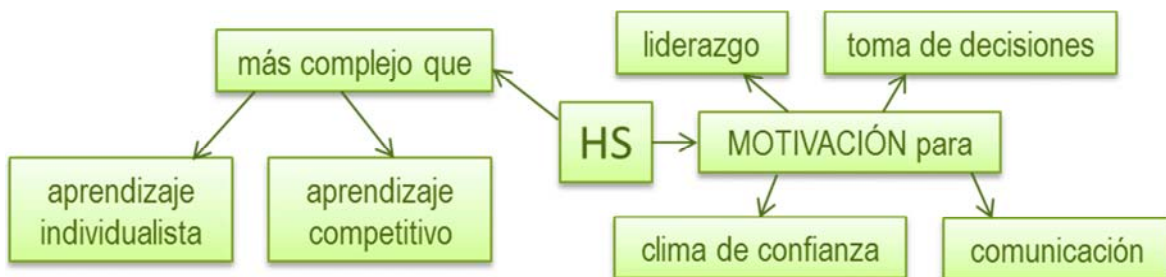 liderazgo
toma de decisiones
más complejo que
HS
MOTIVACIÓN para
aprendizaje
individualista
aprendizaje
competitivo
clima de confianza
comunicación